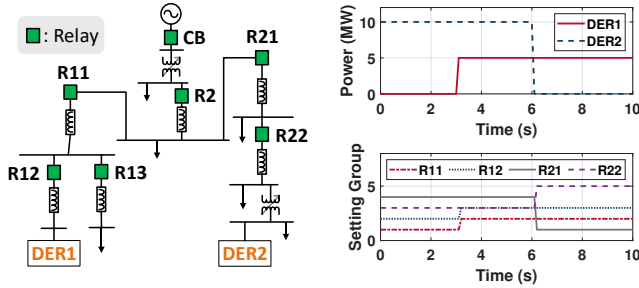 : Relay
CB
R21
R11
R2
R22
R12
R13
DER1
DER2
Power (MW)
10
5
0
DER1
DER2
0 2 4 6 8 10
Time (s)
Setting Group
5
0
R11 R12 R21 R22
0 2 4 6 8 10
Time (s)